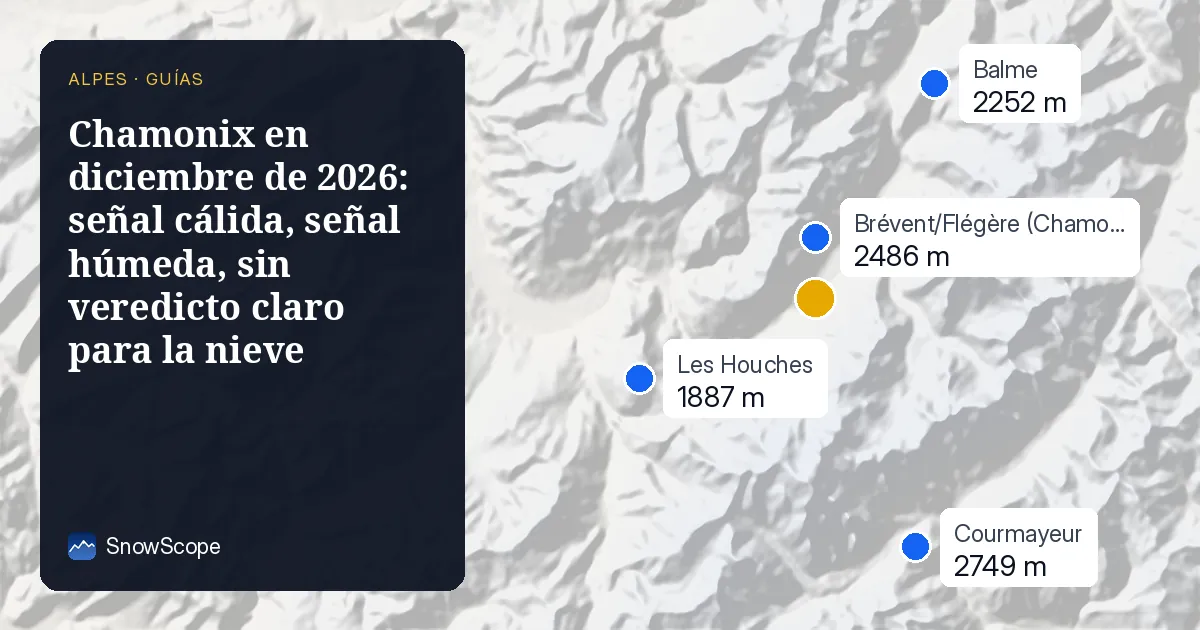 ALPES · GUÍAS
Chamonix en
diciembre de 2026:
señal cálida, señal
húmeda, sin
veredicto claro
para la nieve
SnowScope
Balme
2252 m
Brévent/Flégère (Chamo...
2486 m
Les Houches
1887 m
Courmayeur
2749 m